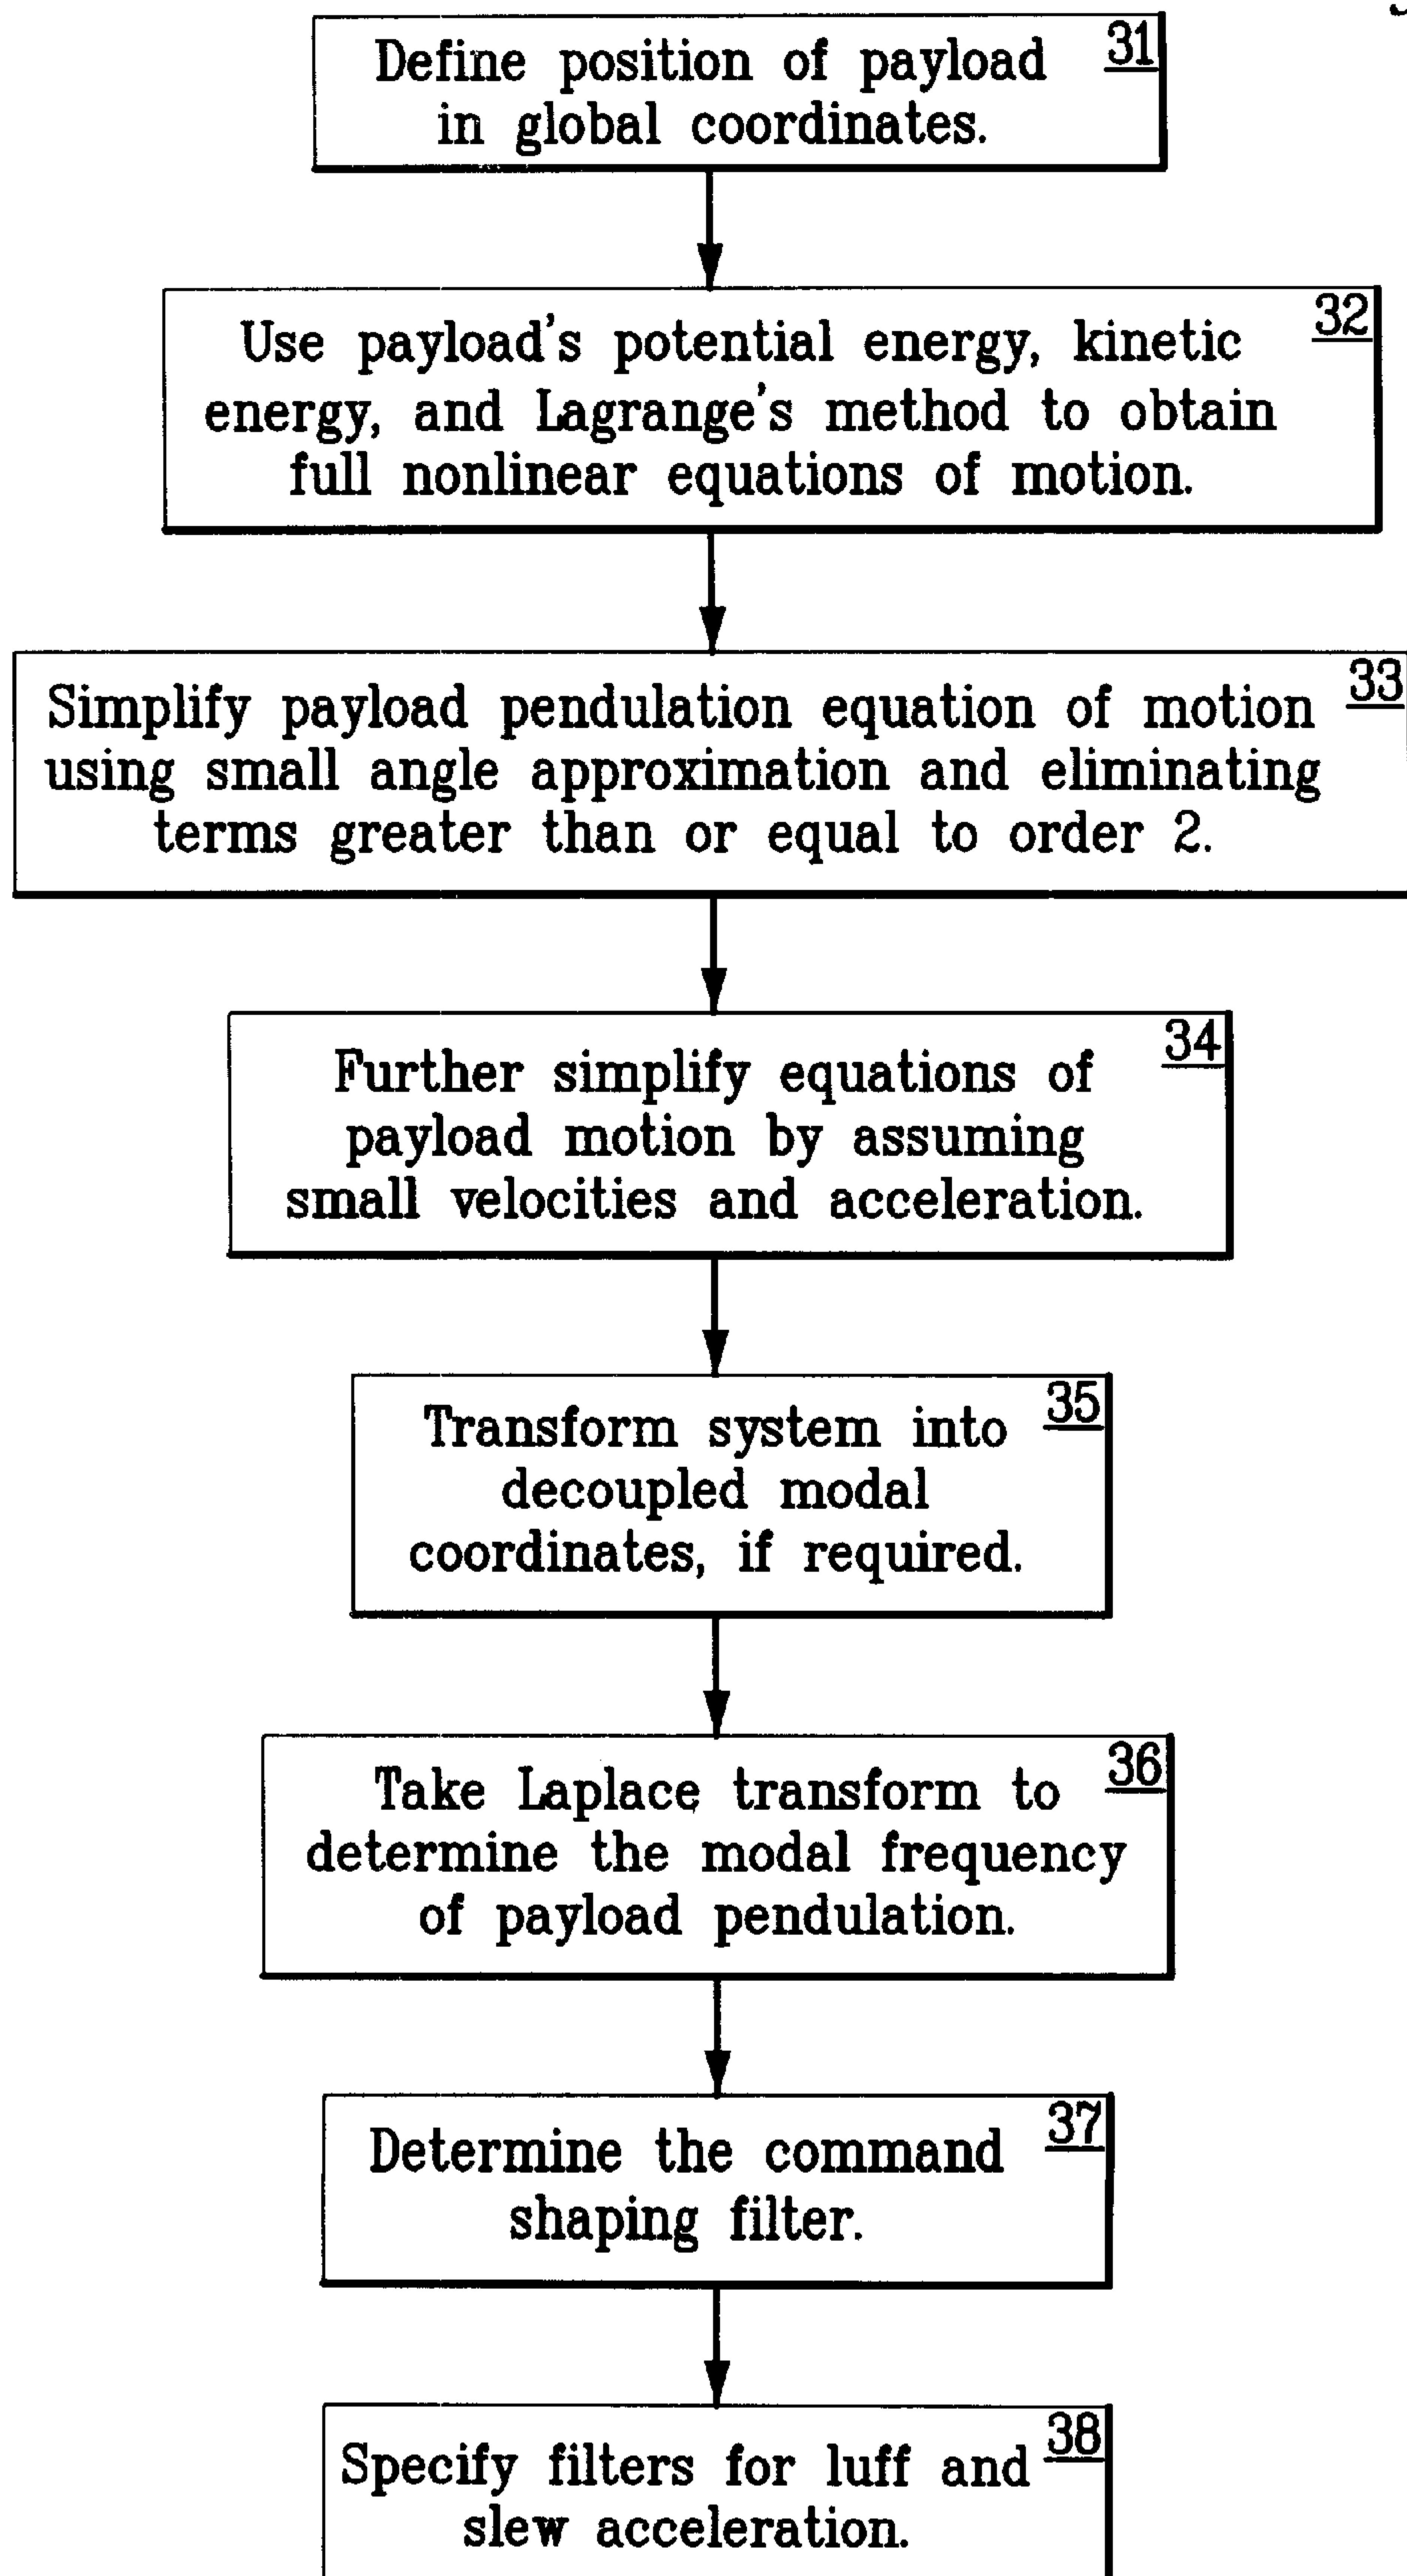 31
Define position of payload
in global coordinates.
32
Use payload's potential energy, kinetic
energy, and Lagrange's method to obtain
full nonlinear equations of motion.
33
Simplify payload pendulation equation of motion
using small angle approximation and eliminating
terms greater than or equal to order 2.
34
Further simplify equations of
payload motion by assuming
small velocities and acceleration.
35
Transform system into
decoupled modal
coordinates, if required.
36
Take Laplace transform to
determine the modal frequency
of payload pendulation.
37
Determine the command
shaping filter.
38
Specify filters for luff and
slew acceleration.